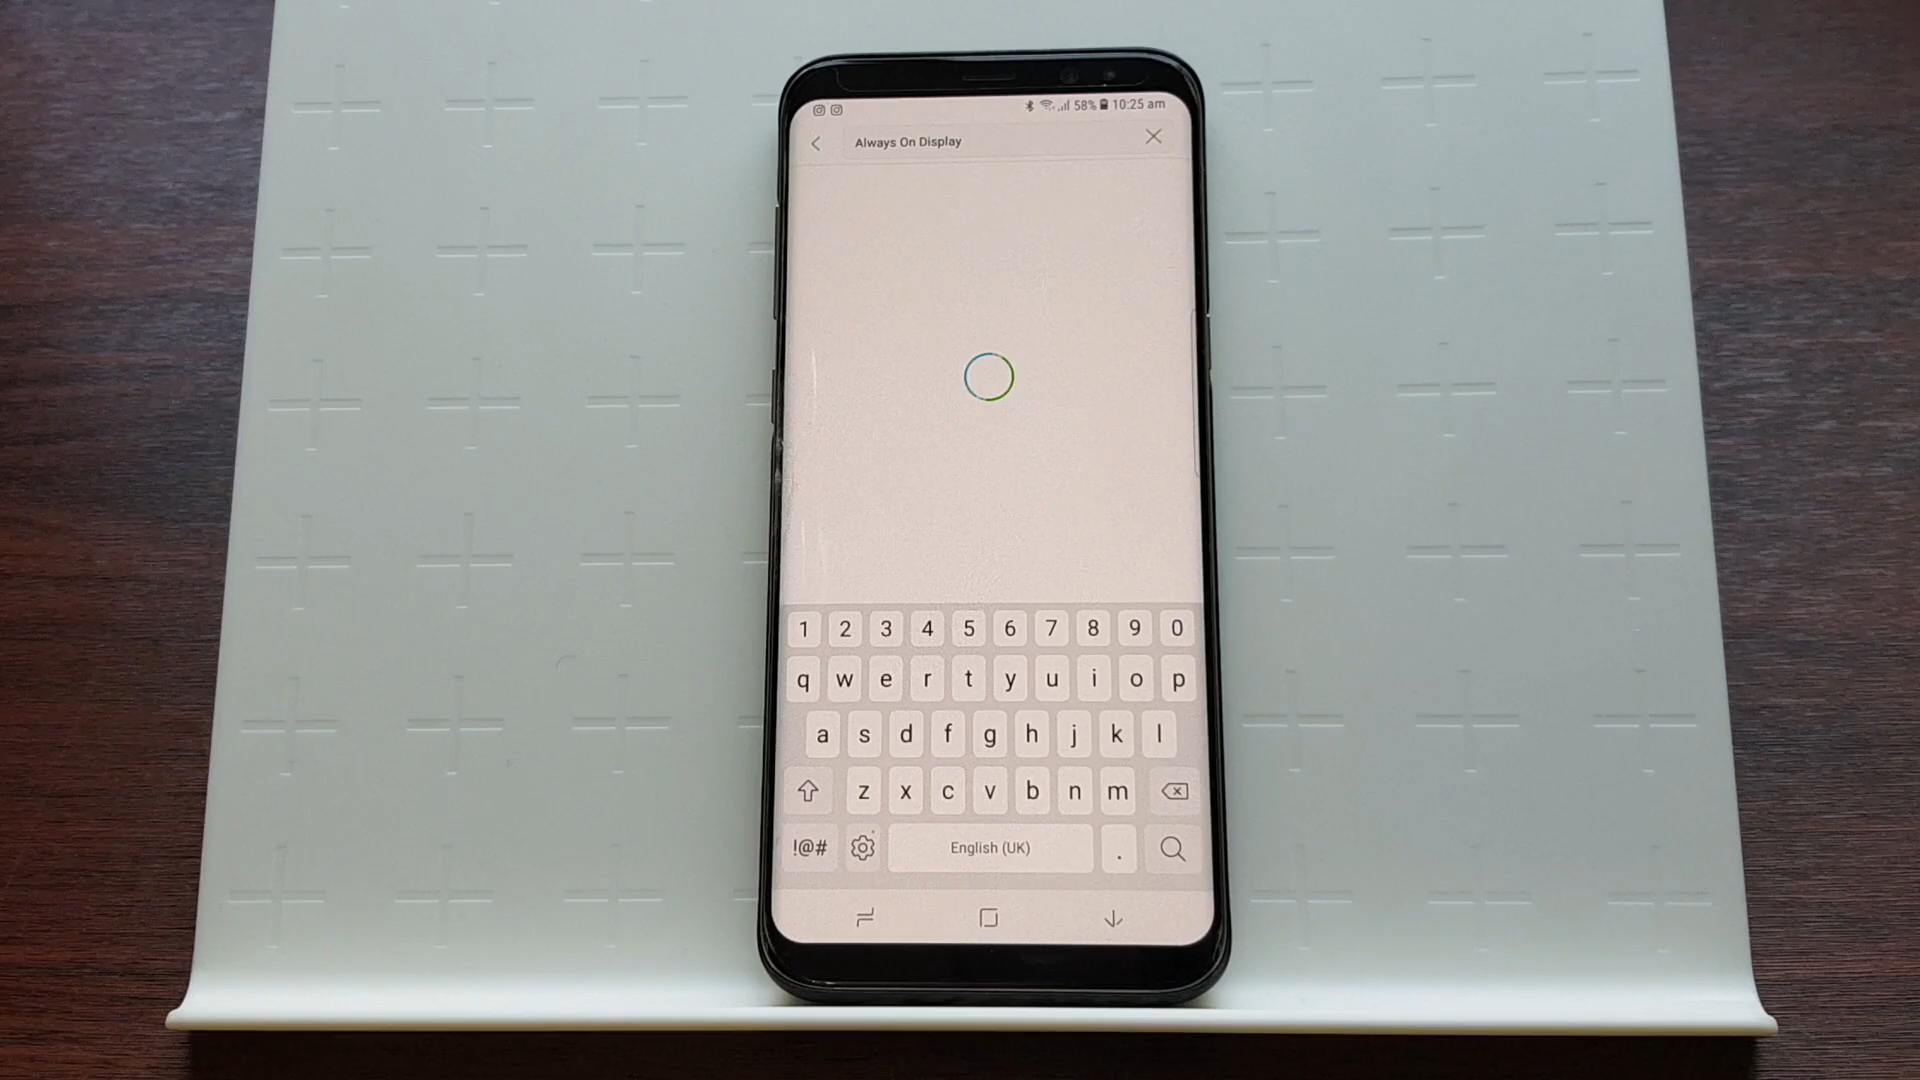 58% 10:25 am
Always On Display
1 2 3 4 5 6 7 8 9 0
q w e r t y u i o p
a s d f g h j k l
z x c v b n m
!@# English (UK) .